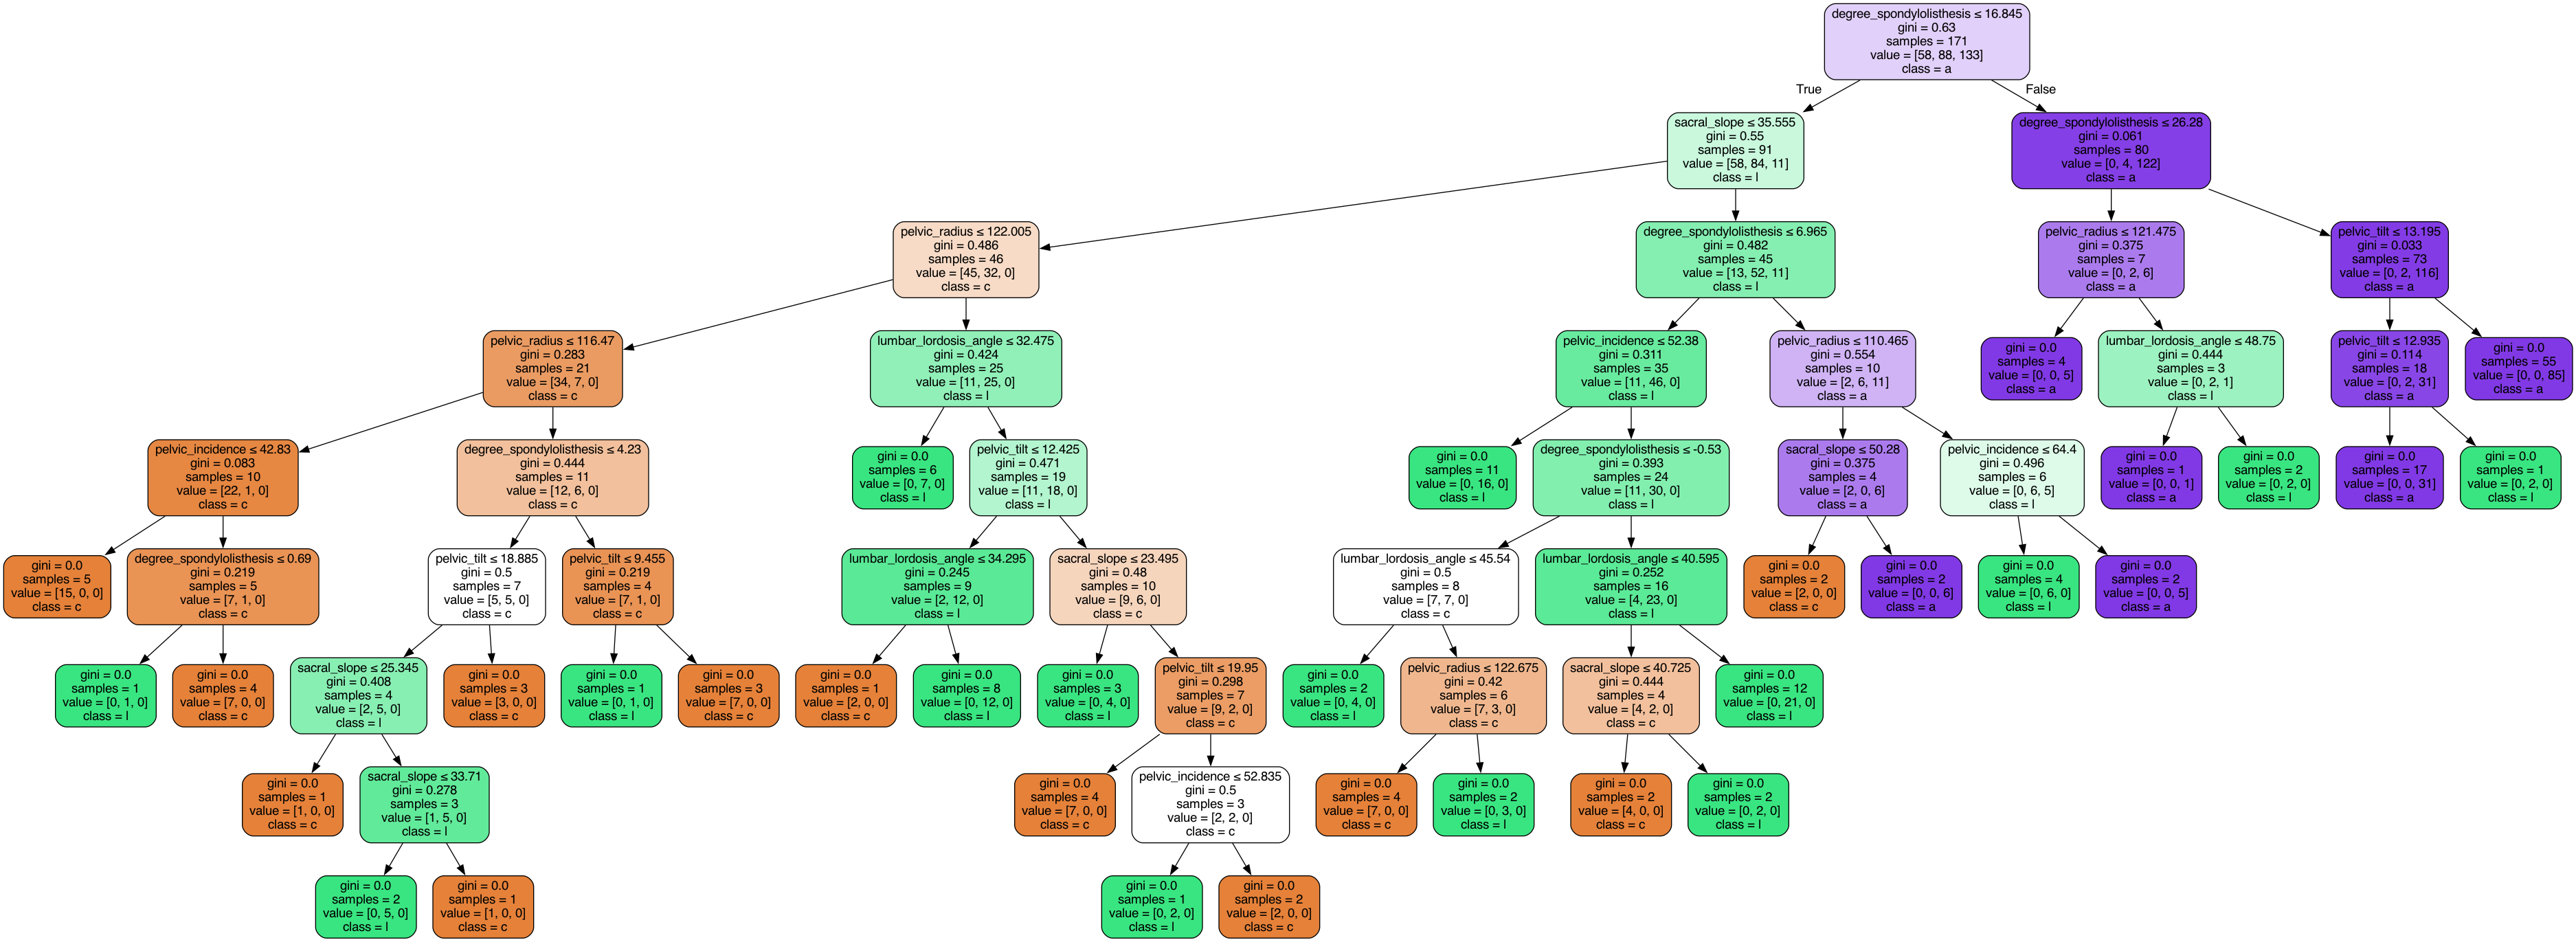 degree_spondylolisthesis ≤ 16.845
gini = 0.63
samples = 171
value = [58, 88, 133]
class = a
True
False
sacral_slope ≤ 35.555
gini = 0.55
samples = 91
value = [58, 84, 11]
class = l
degree_spondylolisthesis ≤ 26.28
gini = 0.061
samples = 80
value = [0, 4, 122]
class = a
pelvic_radius ≤ 122.005
gini = 0.486
samples = 46
value = [45, 32, 0]
class = c
degree_spondylolisthesis ≤ 6.965
gini = 0.482
samples = 45
value = [13, 52, 11]
class = l
pelvic_radius ≤ 121.475
gini = 0.375
samples = 7
value = [0, 2, 6]
class = a
pelvic_tilt ≤ 13.195
gini = 0.033
samples = 73
value = [0, 2, 116]
class = a
pelvic_radius ≤ 116.47
gini = 0.283
samples = 21
value = [34, 7, 0]
class = c
lumbar_lordosis_angle ≤ 32.475
gini = 0.424
samples = 25
value = [11, 25, 0]
class = l
pelvic_incidence ≤ 52.38
gini = 0.311
samples = 35
value = [11, 46, 0]
class = l
pelvic_radius ≤ 110.465
gini = 0.554
samples = 10
value = [2, 6, 11]
class = a
gini = 0.0
samples = 4
value = [0, 0, 5]
class = a
lumbar_lordosis_angle ≤ 48.75
gini = 0.444
samples = 3
value = [0, 2, 1]
class = l
pelvic_tilt ≤ 12.935
gini = 0.114
samples = 18
value = [0, 2, 31]
class = a
gini = 0.0
samples = 55
value = [0, 0, 85]
class = a
pelvic_incidence ≤ 42.83
gini = 0.083
samples = 10
value = [22, 1, 0]
class = c
degree_spondylolisthesis ≤ 4.23
gini = 0.444
samples = 11
value = [12, 6, 0]
class = c
gini = 0.0
samples = 6
value = [0, 7, 0]
class = l
pelvic_tilt ≤ 12.425
gini = 0.471
samples = 19
value = [11, 18, 0]
class = l
gini = 0.0
samples = 11
value = [0, 16, 0]
class = l
degree_spondylolisthesis ≤ -0.53
gini = 0.393
samples = 24
value = [11, 30, 0]
class = l
sacral_slope ≤ 50.28
gini = 0.375
samples = 4
value = [2, 0, 6]
class = a
pelvic_incidence ≤ 64.4
gini = 0.496
samples = 6
value = [0, 6, 5]
class = l
gini = 0.0
samples = 1
value = [0, 0, 1]
class = a
gini = 0.0
samples = 2
value = [0, 2, 0]
class = l
gini = 0.0
samples = 17
value = [0, 0, 31]
class = a
gini = 0.0
samples = 1
value = [0, 2, 0]
class = l
gini = 0.0
samples = 5
value = [15, 0, 0]
class = c
degree_spondylolisthesis ≤ 0.69
gini = 0.219
samples = 5
value = [7, 1, 0]
class = c
pelvic_tilt ≤ 18.885
gini = 0.5
samples = 7
value = [5, 5, 0]
class = c
pelvic_tilt ≤ 9.455
gini = 0.219
samples = 4
value = [7, 1, 0]
class = c
lumbar_lordosis_angle ≤ 34.295
gini = 0.245
samples = 9
value = [2, 12, 0]
class = l
sacral_slope ≤ 23.495
gini = 0.48
samples = 10
value = [9, 6, 0]
class = c
lumbar_lordosis_angle ≤ 45.54
gini = 0.5
samples = 8
value = [7, 7, 0]
class = c
lumbar_lordosis_angle ≤ 40.595
gini = 0.252
samples = 16
value = [4, 23, 0]
class = l
gini = 0.0
samples = 2
value = [2, 0, 0]
class = c
gini = 0.0
samples = 2
value = [0, 0, 6]
class = a
gini = 0.0
samples = 4
value = [0, 6, 0]
class = l
gini = 0.0
samples = 2
value = [0, 0, 5]
class = a
gini = 0.0
samples = 1
value = [0, 1, 0]
class = l
gini = 0.0
samples = 4
value = [7, 0, 0]
class = c
sacral_slope ≤ 25.345
gini = 0.408
samples = 4
value = [2, 5, 0]
class = l
gini = 0.0
samples = 3
value = [3, 0, 0]
class = c
gini = 0.0
samples = 1
value = [0, 1, 0]
class = l
gini = 0.0
samples = 3
value = [7, 0, 0]
class = c
gini = 0.0
samples = 1
value = [2, 0, 0]
class = c
gini = 0.0
samples = 8
value = [0, 12, 0]
class = l
gini = 0.0
samples = 3
value = [0, 4, 0]
class = l
pelvic_tilt ≤ 19.95
gini = 0.298
samples = 7
value = [9, 2, 0]
class = c
gini = 0.0
samples = 2
value = [0, 4, 0]
class = l
pelvic_radius ≤ 122.675
gini = 0.42
samples = 6
value = [7, 3, 0]
class = c
sacral_slope ≤ 40.725
gini = 0.444
samples = 4
value = [4, 2, 0]
class = c
gini = 0.0
samples = 12
value = [0, 21, 0]
class = l
gini = 0.0
samples = 1
value = [1, 0, 0]
class = c
sacral_slope ≤ 33.71
gini = 0.278
samples = 3
value = [1, 5, 0]
class = l
gini = 0.0
samples = 4
value = [7, 0, 0]
class = c
pelvic_incidence ≤ 52.835
gini = 0.5
samples = 3
value = [2, 2, 0]
class = c
gini = 0.0
samples = 4
value = [7, 0, 0]
class = c
gini = 0.0
samples = 2
value = [0, 3, 0]
class = l
gini = 0.0
samples = 2
value = [4, 0, 0]
class = c
gini = 0.0
samples = 2
value = [0, 2, 0]
class = l
gini = 0.0
samples = 2
value = [0, 5, 0]
class = l
gini = 0.0
samples = 1
value = [1, 0, 0]
class = c
gini = 0.0
samples = 1
value = [0, 2, 0]
class = l
gini = 0.0
samples = 2
value = [2, 0, 0]
class = c